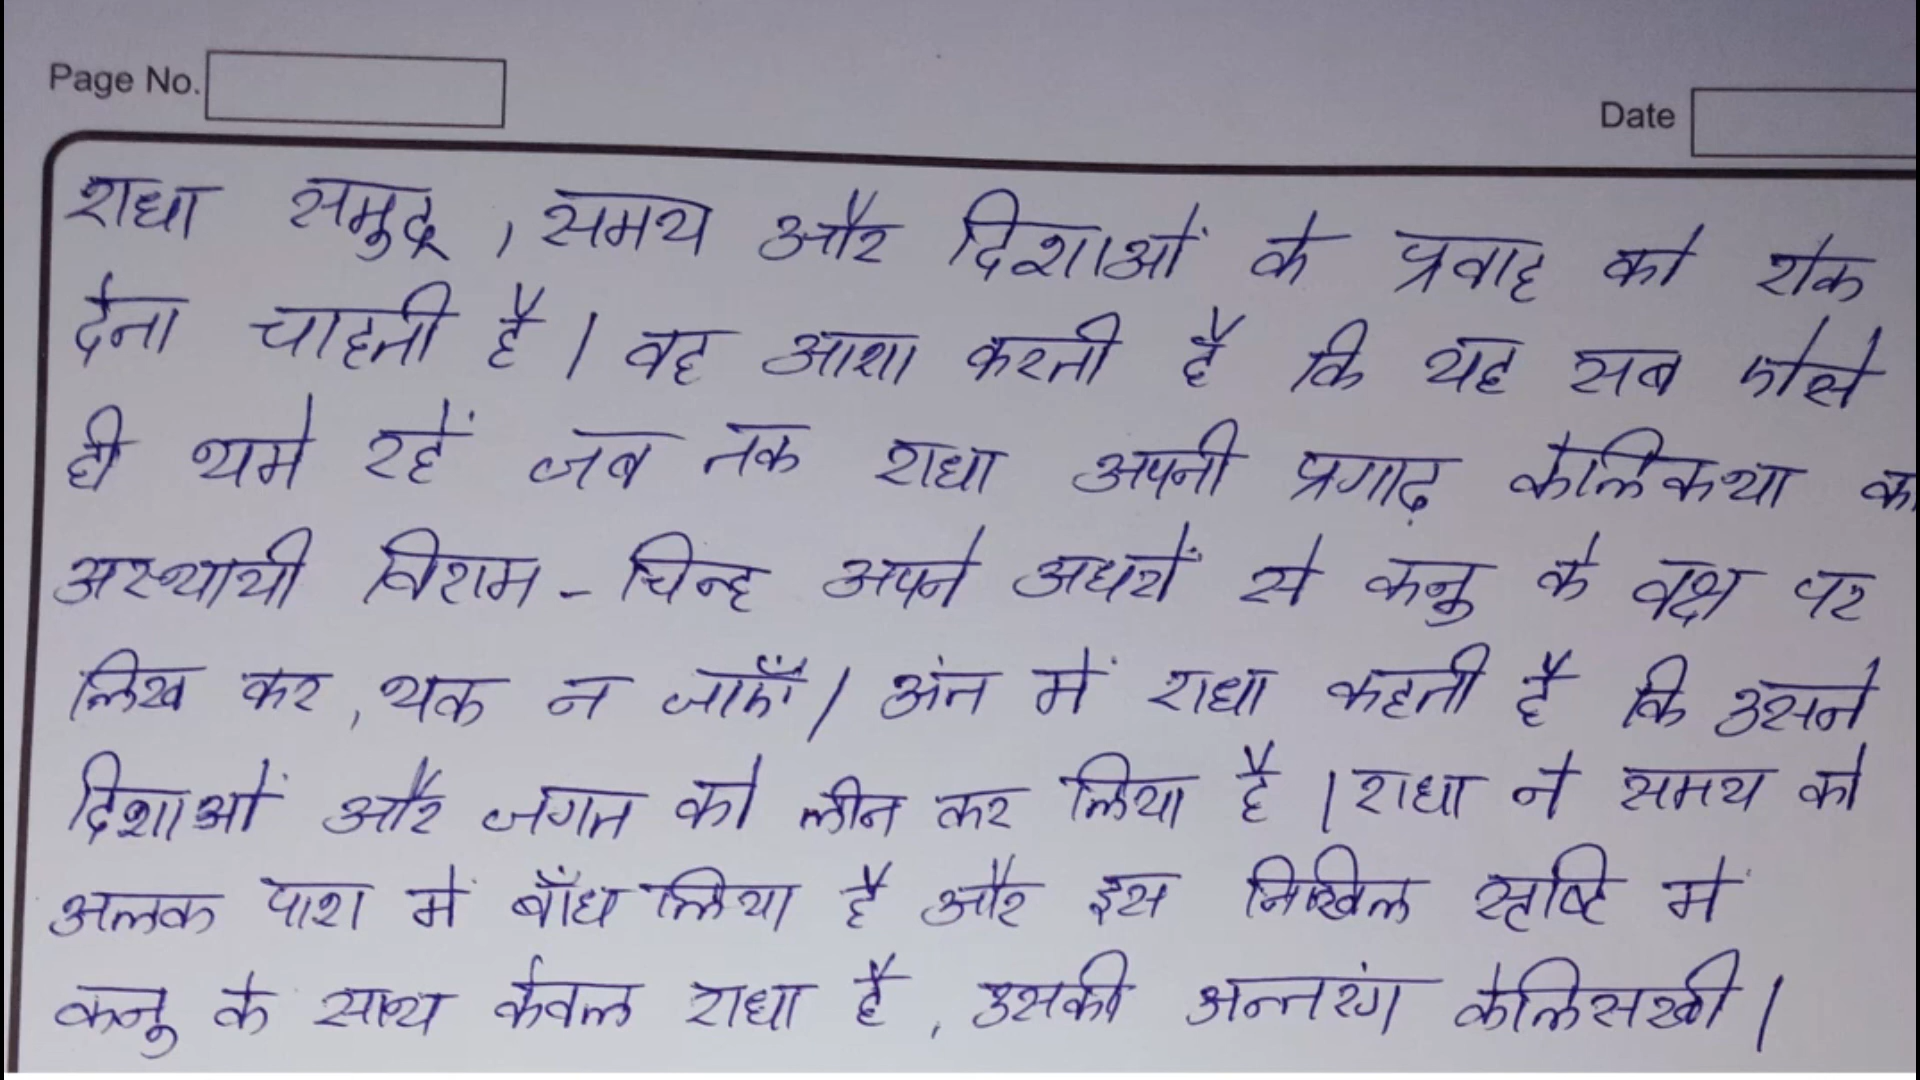 Page No.
Date
राधा समुद्र, समय और दिशाओं के प्रवाह को रोक
देना चाहती है। वह आशा करती है कि यह सब ऐसे
ही थमे रहें जब तक राधा अपनी प्रगाढ़ केलिकथा का
अस्थायी विराम - चिन्ह अपने अधरों से कनु के वक्ष पर
लिख कर, थक न जाएँ। अंत में राधा कहती है कि उसने
दिशाओं और जगत को लीन कर लिया है। राधा ने समय को
अलक पाश में बाँध लिया है और इस निखिल सृष्टि में
कनु के साथ केवल राधा है, उसकी अन्तरंग केलिसखी।